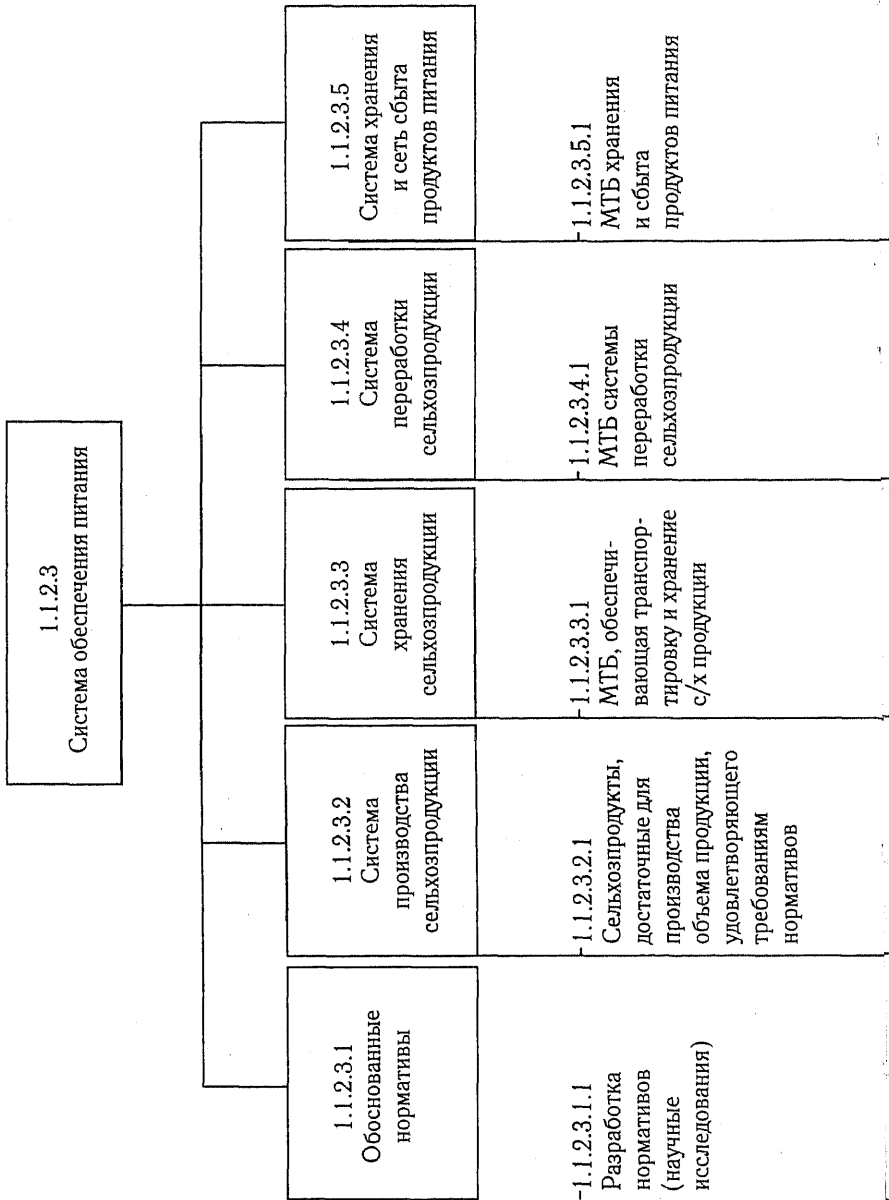 1.1.2.3
Система обеспечения питания
1.1.2.3.1
Обоснованные
нормативы
1.1.2.3.2
Система
производства
сельхозпродукции
1.1.2.3.3
Система
хранения
сельхозпродукции
1.1.2.3.4
Система
переработки
сельхозпродукции
1.1.2.3.5
Система хранения
и сеть сбыта
продуктов питания
1.1.2.3.1.1
Разработка
нормативов
(научные
исследования)
1.1.2.3.2.1
Сельхозпродукты,
достаточные для
производства
объема продукции,
удовлетворяющего
требованиям
нормативов
1.1.2.3.3.1
МТБ, обеспечи-
вающая транспор-
тировку и хранение
с/х продукции
1.1.2.3.4.1
МТБ системы
переработки
сельхозпродукции
1.1.2.3.5.1
МТБ хранения
и сбыта
продуктов питания